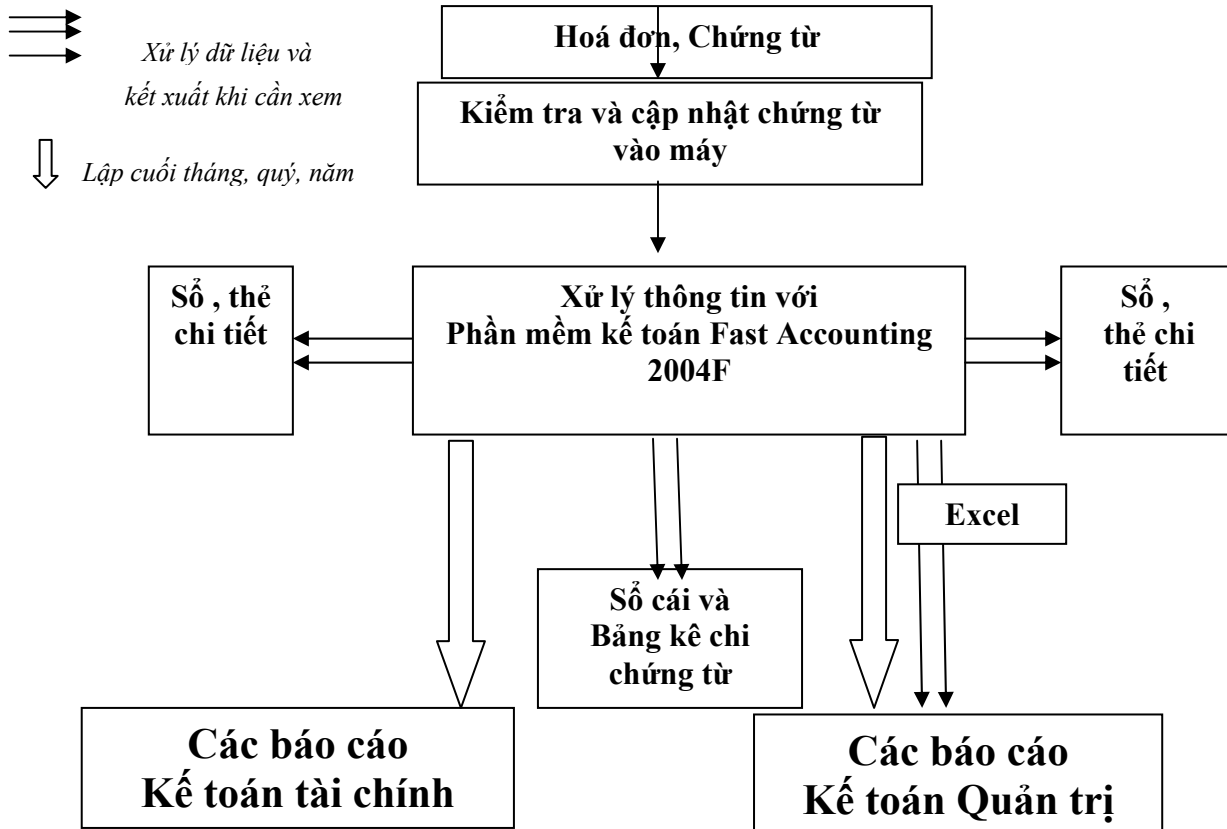 Xử lý dữ liệu và
kết xuất khi cần xem
Lập cuối tháng, quý, năm
Hoá đơn, Chứng từ
Kiểm tra và cập nhật chứng từ
vào máy
Sổ , thẻ
chi tiết
Xử lý thông tin với
Phần mềm kế toán Fast Accounting
2004F
Sổ ,
thẻ chi
tiết
Excel
Sổ cái và
Bảng kê chi
chứng từ
Các báo cáo
Kế toán tài chính
Các báo cáo
Kế toán Quản trị